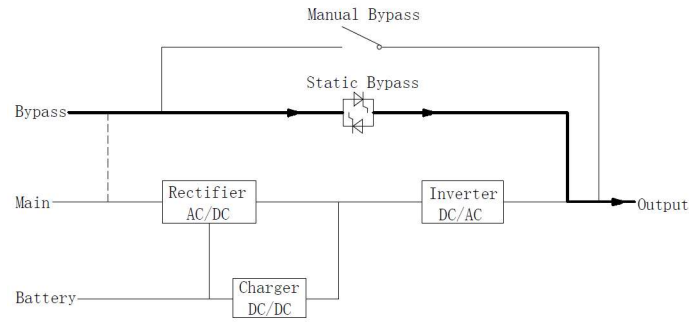 Manual Bypass
Static Bypass
Bypass
Rectifier
AC/DC
Main
Inverter
DC/AC
Output
Charger
DC/DC
Battery